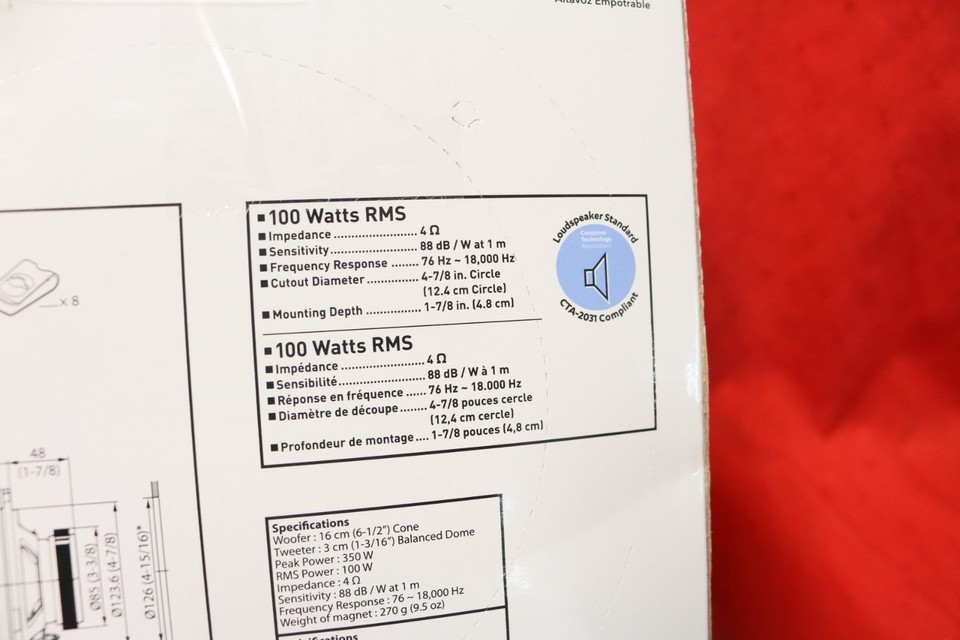 Altavoz Empotrable
■ 100 Watts RMS
■ Impedance .................... 4 Ω
■ Sensitivity ..................... 88 dB / W at 1 m
■ Frequency Response ........ 76 Hz ~ 18,000 Hz
■ Cutout Diameter .............. 4-7/8 in. Circle
(12.4 cm Circle)
■ Mounting Depth ............... 1-7/8 in. (4.8 cm)
Loudspeaker Standard
Consumer
Technology
Association
CTA-2031 Compliant
■ 100 Watts RMS
■ Impédance ..................... 4 Ω
■ Sensibilité ...................... 88 dB / W à 1 m
■ Réponse en fréquence ...... 76 Hz ~ 18.000 Hz
■ Diamètre de découpe ........ 4-7/8 pouces cercle
(12,4 cm cercle)
■ Profondeur de montage .... 1-7/8 pouces (4,8 cm)
x 8
48
(1-7/8)
Ø85 (3-3/8)
Ø123.6 (4-7/8)
Ø126 (4-15/16)*
Specifications
Woofer : 16 cm (6-1/2") Cone
Tweeter : 3 cm (1-3/16") Balanced Dome
Peak Power : 350 W
RMS Power : 100 W
Impedance : 4 Ω
Sensitivity : 88 dB / W at 1 m
Frequency Response : 76 ~ 18,000 Hz
Weight of magnet : 270 g (9.5 oz)